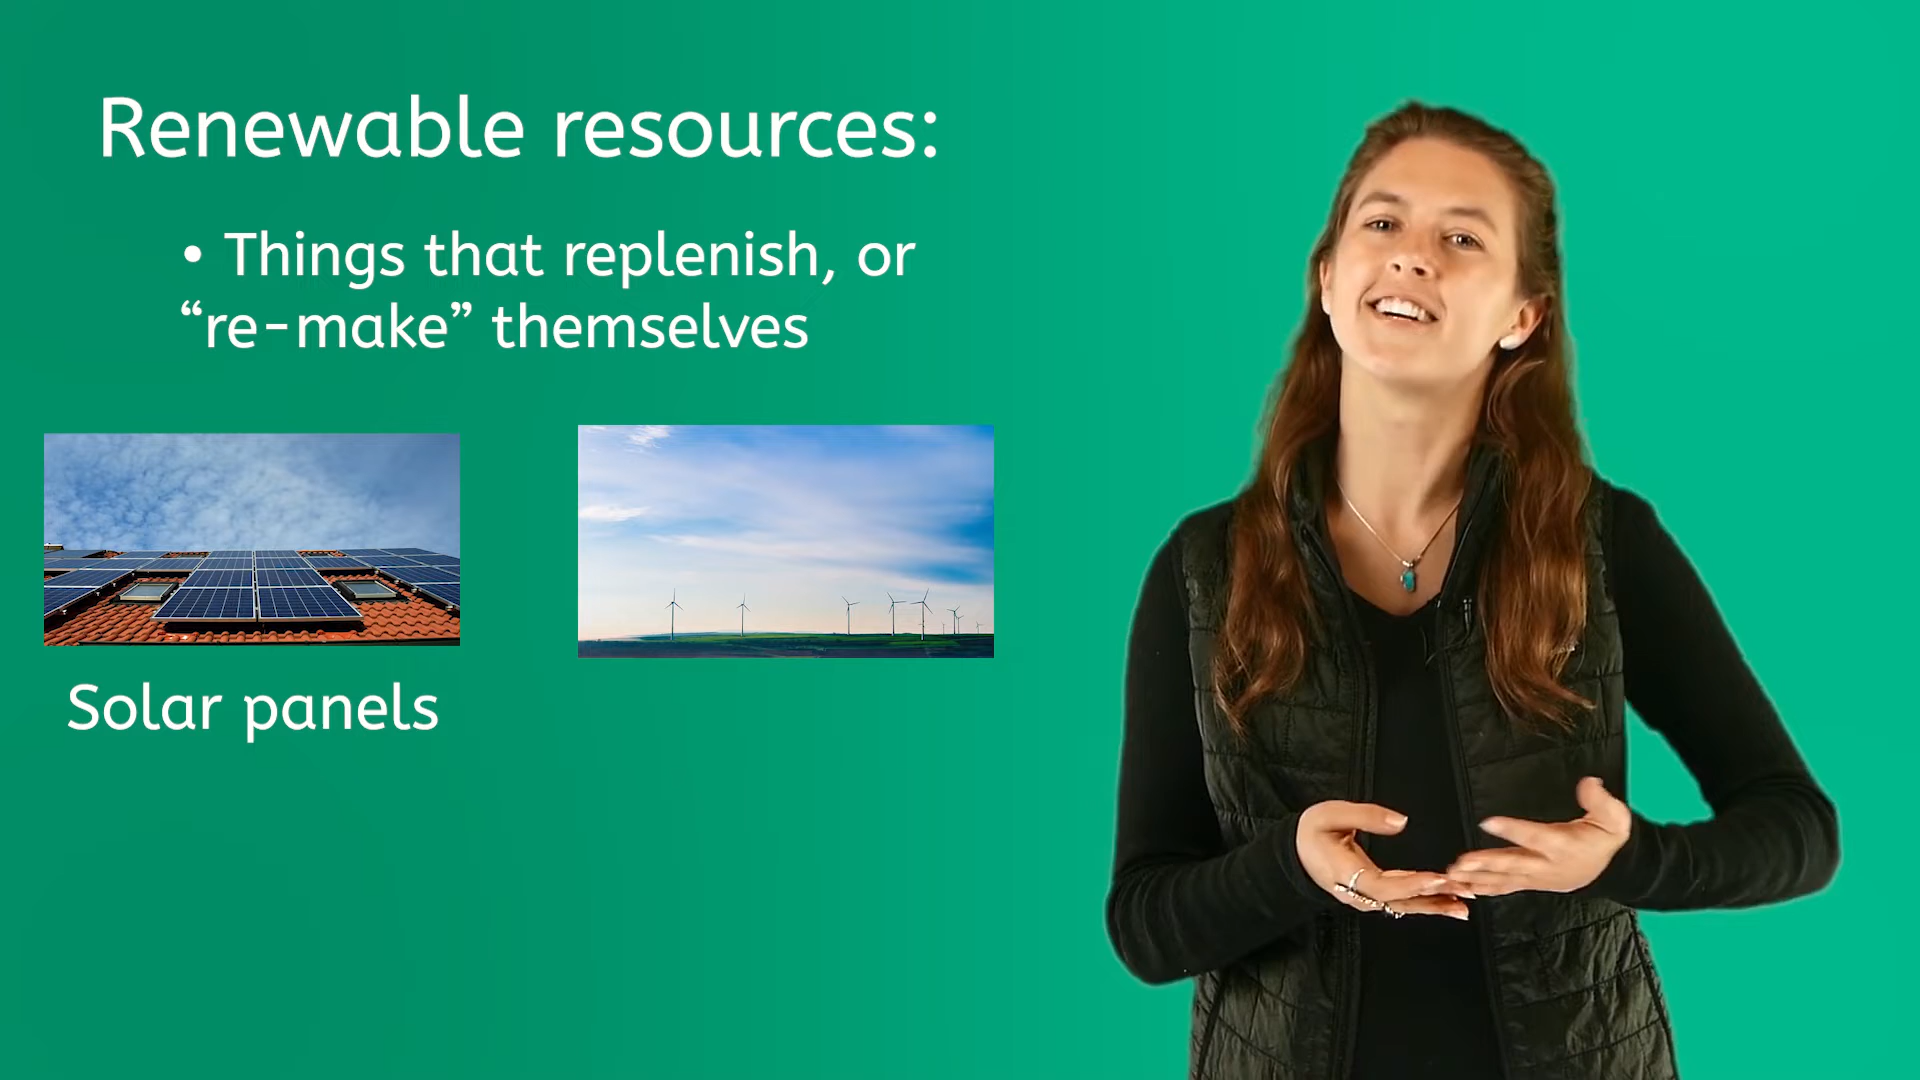 Renewable resources:
• Things that replenish, or
“re-make” themselves
Solar panels